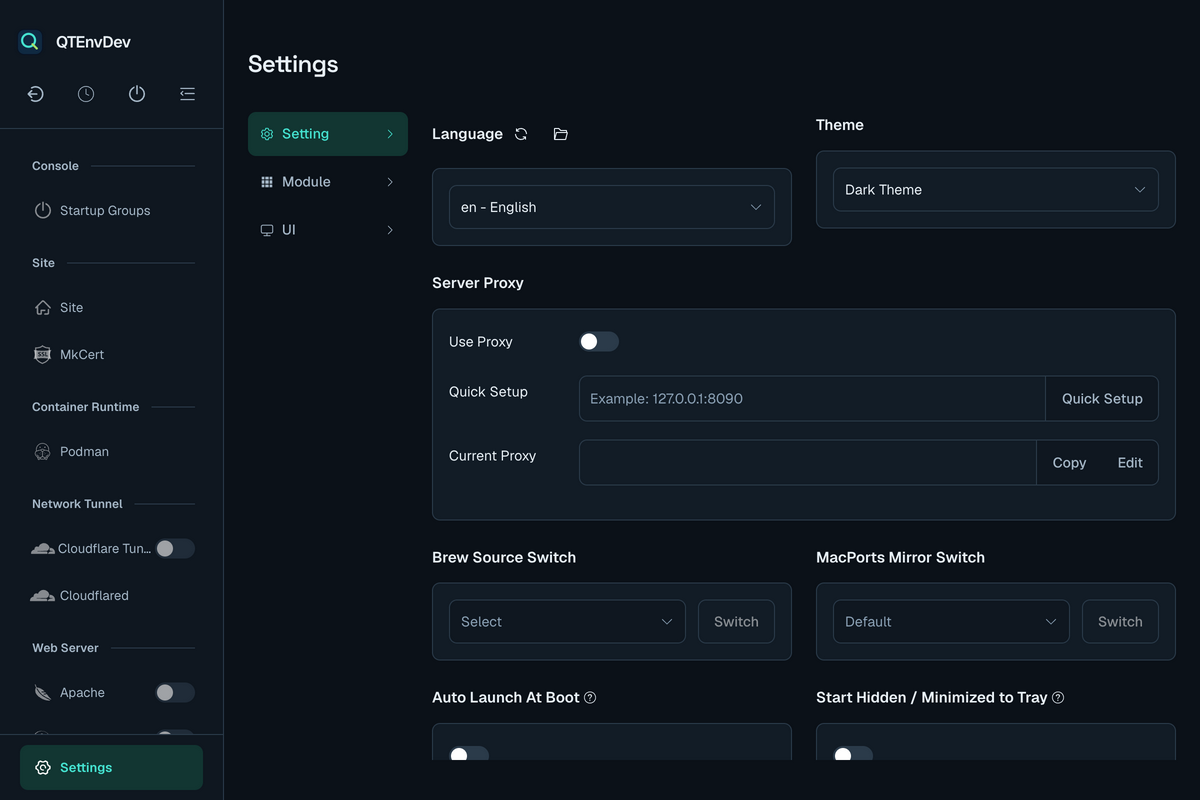 QTEnvDev
Console
Startup Groups
Site
Site
MkCert
Container Runtime
Podman
Network Tunnel
Cloudflare Tun...
Cloudflared
Web Server
Apache
Settings
Settings
Setting
Module
UI
Language
en - English
Theme
Dark Theme
Server Proxy
Use Proxy
Quick Setup
Example: 127.0.0.1:8090
Quick Setup
Current Proxy
Copy
Edit
Brew Source Switch
Select
Switch
MacPorts Mirror Switch
Default
Switch
Auto Launch At Boot
Start Hidden / Minimized to Tray